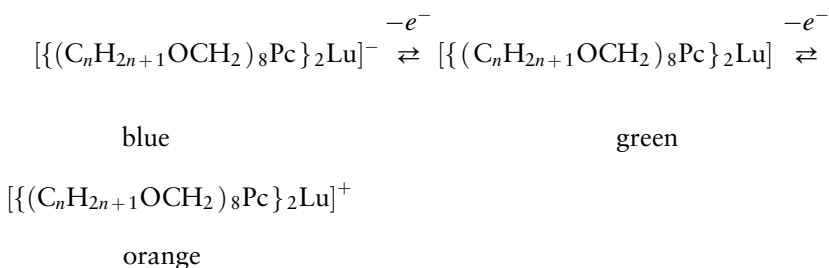 −e⁻ −e⁻
[{(CₙH₂ₙ₊₁OCH₂)₈Pc}₂Lu]⁻ ⇄ [{(CₙH₂ₙ₊₁OCH₂)₈Pc}₂Lu] ⇄
blue green
[{(CₙH₂ₙ₊₁OCH₂)₈Pc}₂Lu]⁺
orange